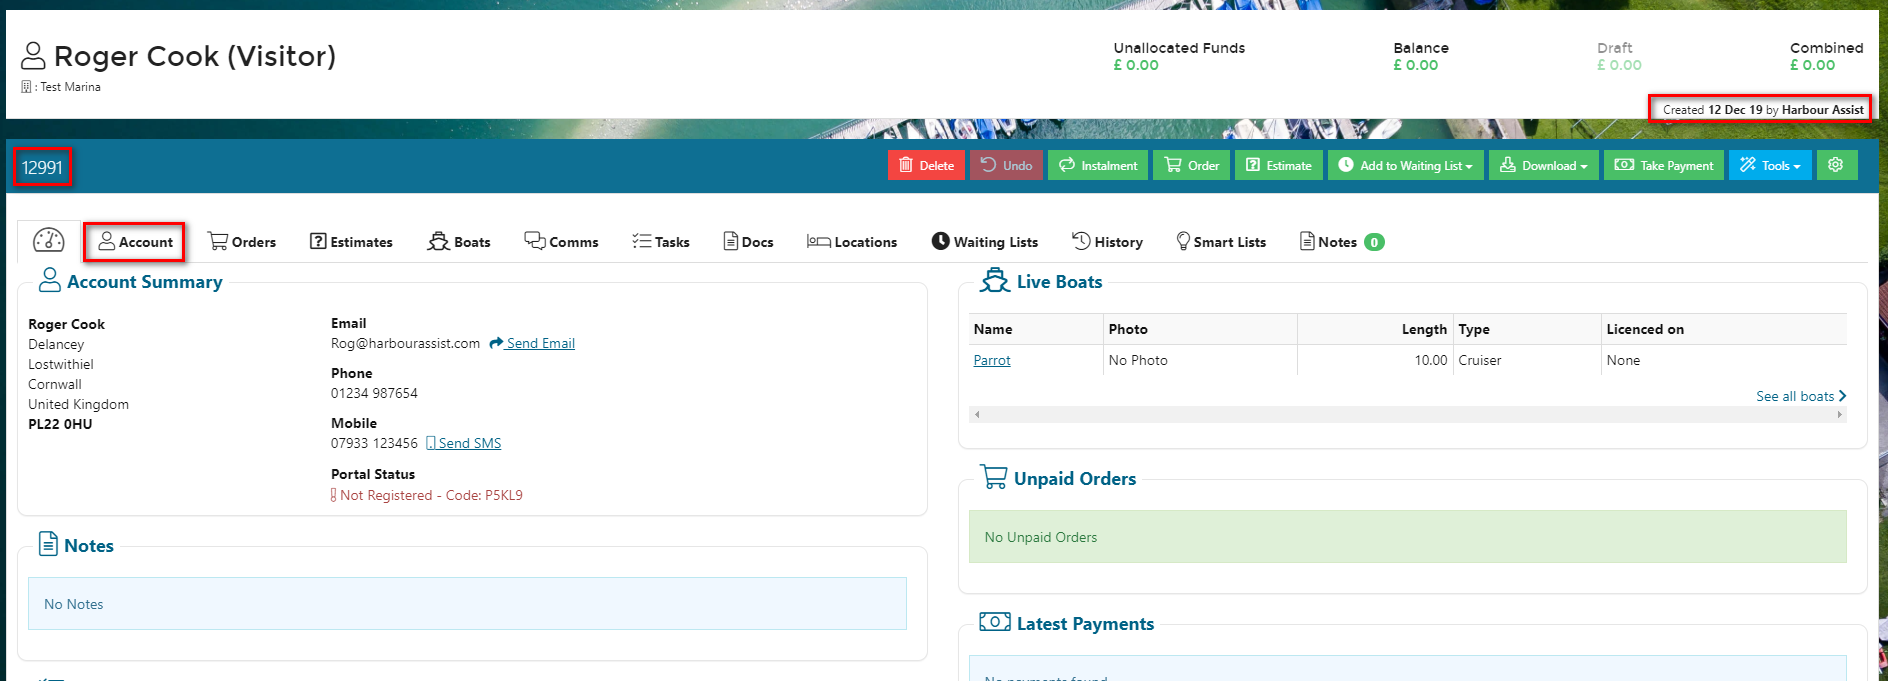 Roger Cook (Visitor)
: Test Marina
Unallocated Funds
£ 0.00
Balance
£ 0.00
Draft
£ 0.00
Combined
£ 0.00
Created 12 Dec 19 by Harbour Assist
12991
Delete
Undo
Instalment
Order
Estimate
Add to Waiting List
Download
Take Payment
Tools
Account
Orders
Estimates
Boats
Comms
Tasks
Docs
Locations
Waiting Lists
History
Smart Lists
Notes 0
Account Summary
Roger Cook
Delancey
Lostwithiel
Cornwall
United Kingdom
PL22 0HU
Email
Rog@harbourassist.com Send Email
Phone
01234 987654
Mobile
07933 123456 Send SMS
Portal Status
Not Registered - Code: P5KL9
Notes
No Notes
Live Boats
Name Photo Length Type Licenced on
Parrot No Photo 10.00 Cruiser None
See all boats
Unpaid Orders
No Unpaid Orders
Latest Payments
No payments found